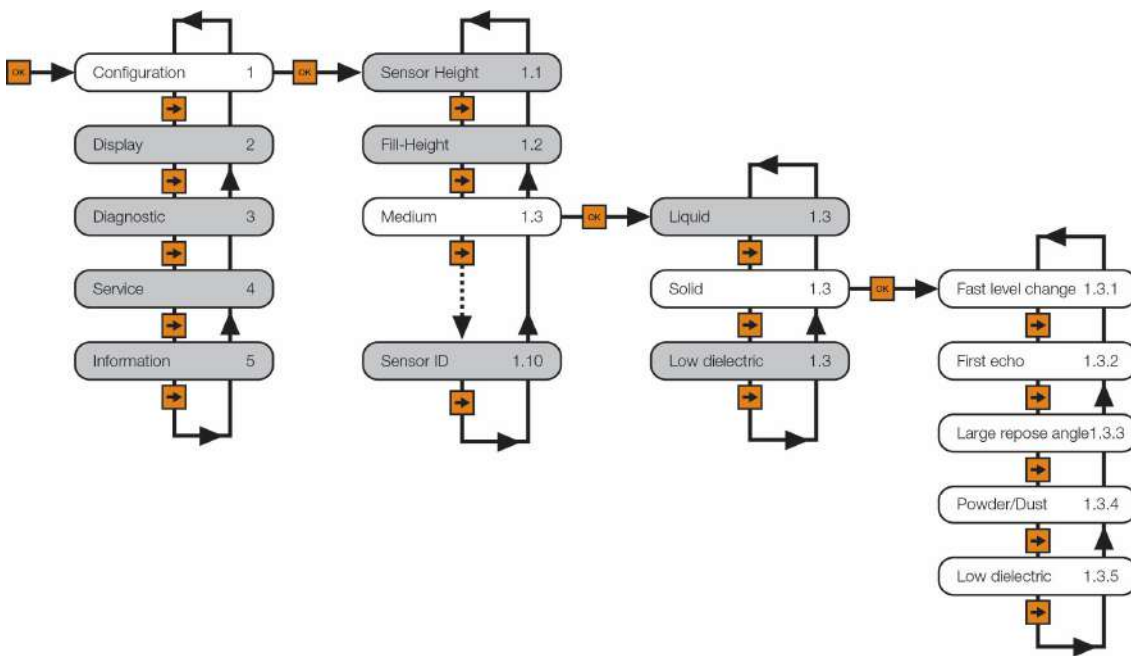 OK
Configuration 1
OK
Display 2
Diagnostic 3
Service 4
Information 5
Sensor Height 1.1
Fill-Height 1.2
Medium 1.3
OK
Sensor ID 1.10
Liquid 1.3
Solid 1.3
OK
Low dielectric 1.3
Fast level change 1.3.1
First echo 1.3.2
Large repose angle1.3.3
Powder/Dust 1.3.4
Low dielectric 1.3.5